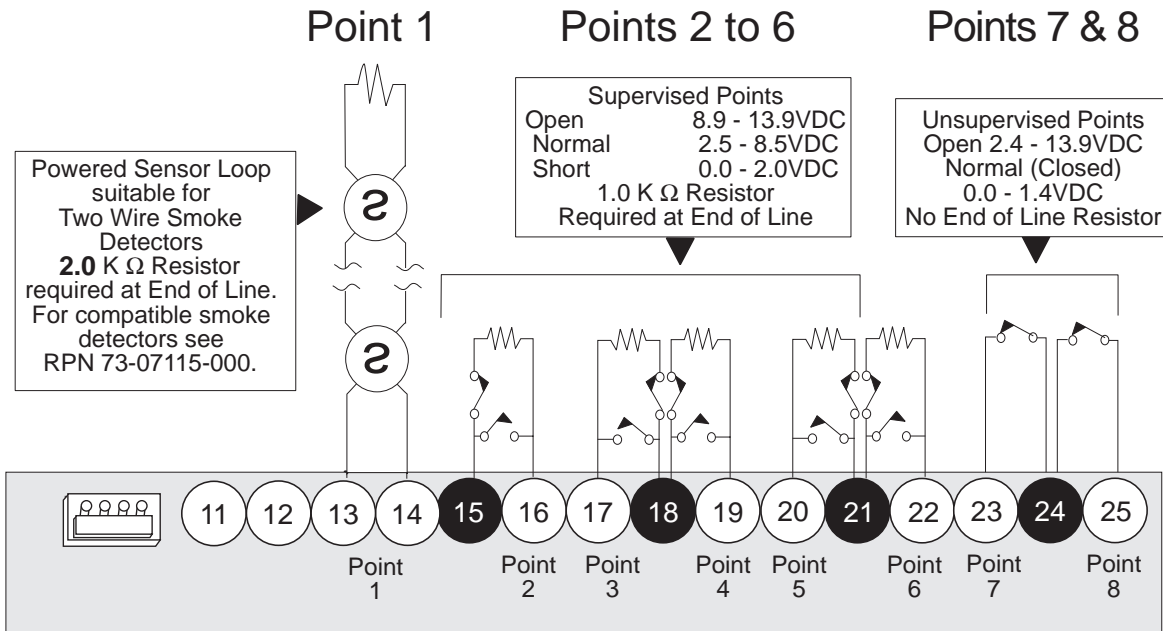 Point 1
Points 2 to 6
Points 7 & 8
Powered Sensor Loop
suitable for
Two Wire Smoke
Detectors
2.0 K Ω Resistor
required at End of Line.
For compatible smoke
detectors see
RPN 73-07115-000.
Supervised Points
Open 8.9 - 13.9VDC
Normal 2.5 - 8.5VDC
Short 0.0 - 2.0VDC
1.0 K Ω Resistor
Required at End of Line
Unsupervised Points
Open 2.4 - 13.9VDC
Normal (Closed)
0.0 - 1.4VDC
No End of Line Resistor
S
S
11 12 13 14 15 16 17 18 19 20 21 22 23 24 25
Point Point Point Point Point Point Point Point
1 2 3 4 5 6 7 8